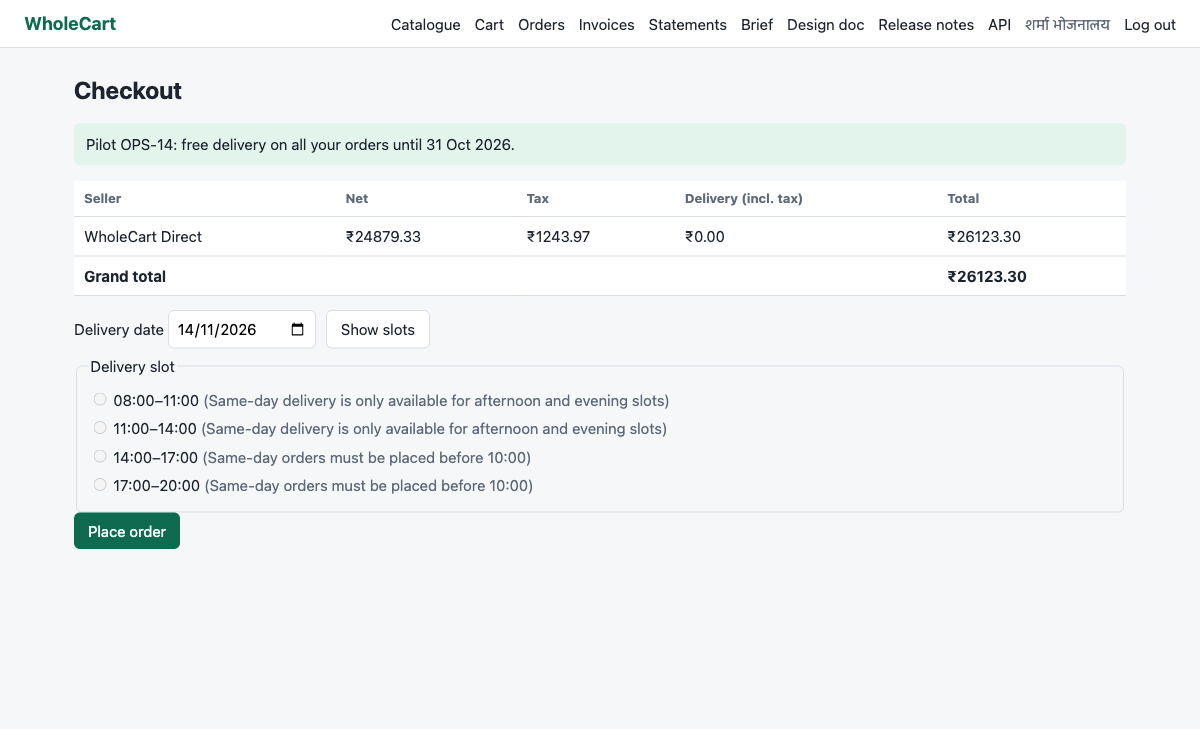 WholeCart Catalogue Cart Orders Invoices Statements Brief Design doc Release notes API शर्मा भोजनालय Log out
Checkout
Pilot OPS-14: free delivery on all your orders until 31 Oct 2026.
Seller Net Tax Delivery (incl. tax) Total
WholeCart Direct ₹24879.33 ₹1243.97 ₹0.00 ₹26123.30
Grand total ₹26123.30
Delivery date 14/11/2026 Show slots
Delivery slot
08:00–11:00 (Same-day delivery is only available for afternoon and evening slots)
11:00–14:00 (Same-day delivery is only available for afternoon and evening slots)
14:00–17:00 (Same-day orders must be placed before 10:00)
17:00–20:00 (Same-day orders must be placed before 10:00)
Place order